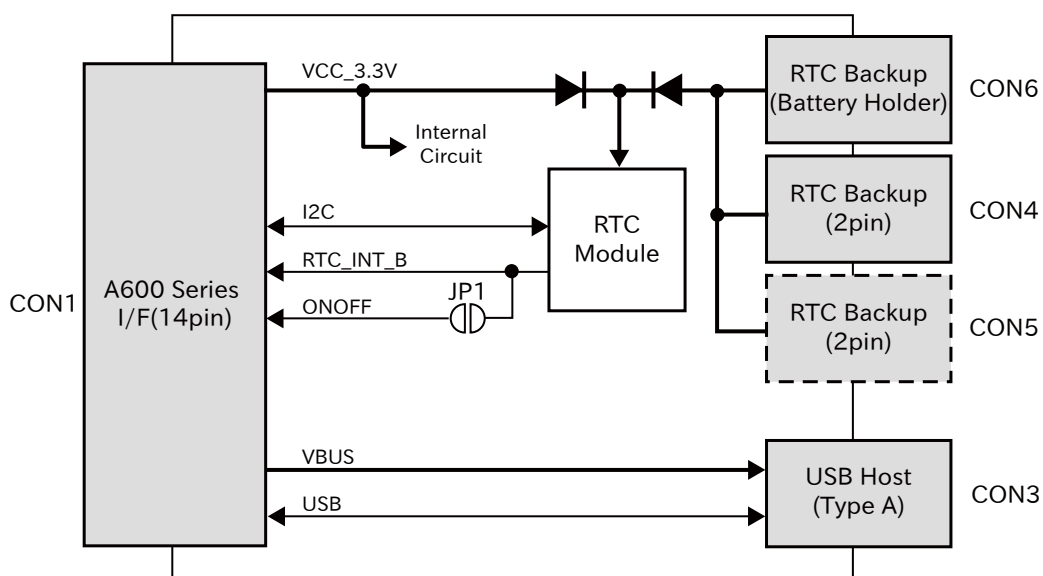 VCC_3.3V
Internal
Circuit
RTC Backup
(Battery Holder)
CON6
I2C
RTC
Module
RTC Backup
(2pin)
CON4
RTC_INT_B
CON1
A600 Series
I/F(14pin)
ONOFF
JP1
RTC Backup
(2pin)
CON5
VBUS
USB
USB Host
(Type A)
CON3